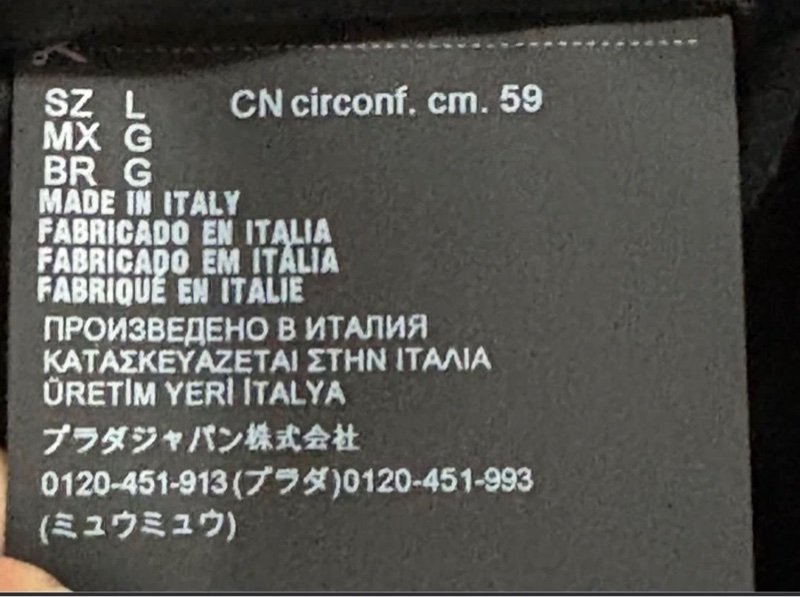 SZ L CN circonf. cm. 59
MX G
BR G
MADE IN ITALY
FABRICADO EN ITALIA
FABRICADO EM ITÁLIA
FABRIQUÉ EN ITALIE
ПРОИЗВЕДЕНО В ИТАЛИЯ
ΚΑΤΑΣΚΕΥΑΖΕΤΑΙ ΣΤΗΝ ΙΤΑΛΙΑ
ÜRETİM YERİ İTALYA
プラダジャパン株式会社
0120-451-913(プラダ)0120-451-993
(ミュウミュウ)